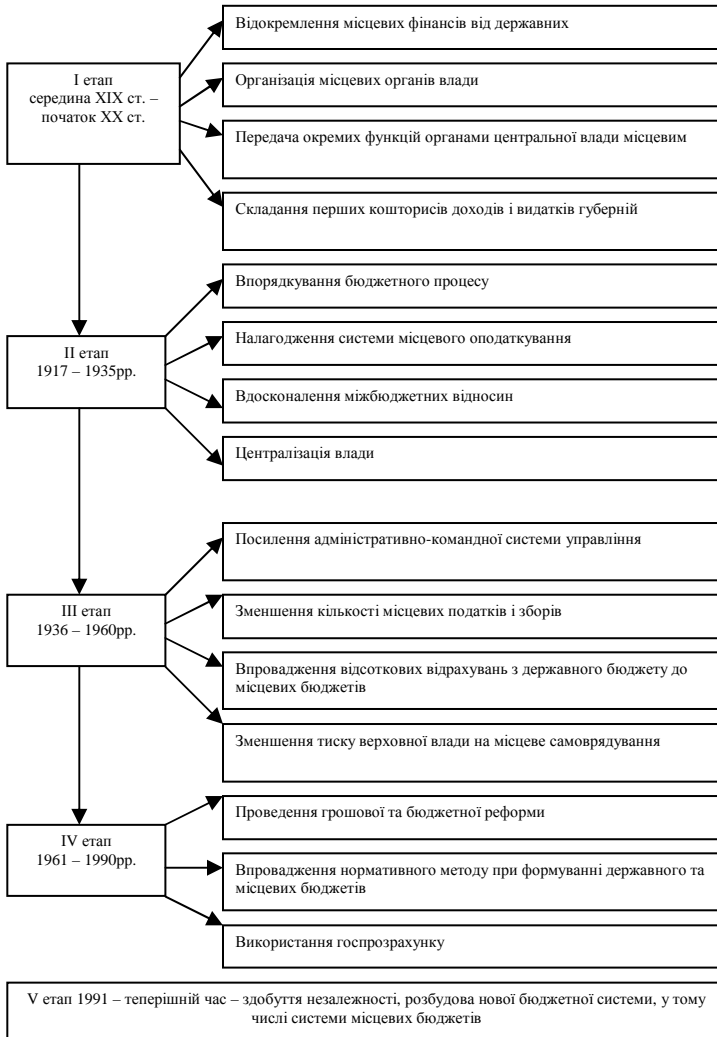 Відокремлення місцевих фінансів від державних
І етап
середина ХІХ ст. –
початок ХХ ст.
Організація місцевих органів влади
Передача окремих функцій органами центральної влади місцевим
Складання перших кошторисів доходів і видатків губерній
Впорядкування бюджетного процесу
ІІ етап
1917 – 1935рр.
Налагодження системи місцевого оподаткування
Вдосконалення міжбюджетних відносин
Централізація влади
Посилення адміністративно-командної системи управління
ІІІ етап
1936 – 1960рр.
Зменшення кількості місцевих податків і зборів
Впровадження відсоткових відрахувань з державного бюджету до
місцевих бюджетів
Зменшення тиску верховної влади на місцеве самоврядування
Проведення грошової та бюджетної реформи
IV етап
1961 – 1990рр.
Впровадження нормативного методу при формуванні державного та
місцевих бюджетів
Використання госпрозрахунку
V етап 1991 – теперішній час – здобуття незалежності, розбудова нової бюджетної системи, у тому
числі системи місцевих бюджетів